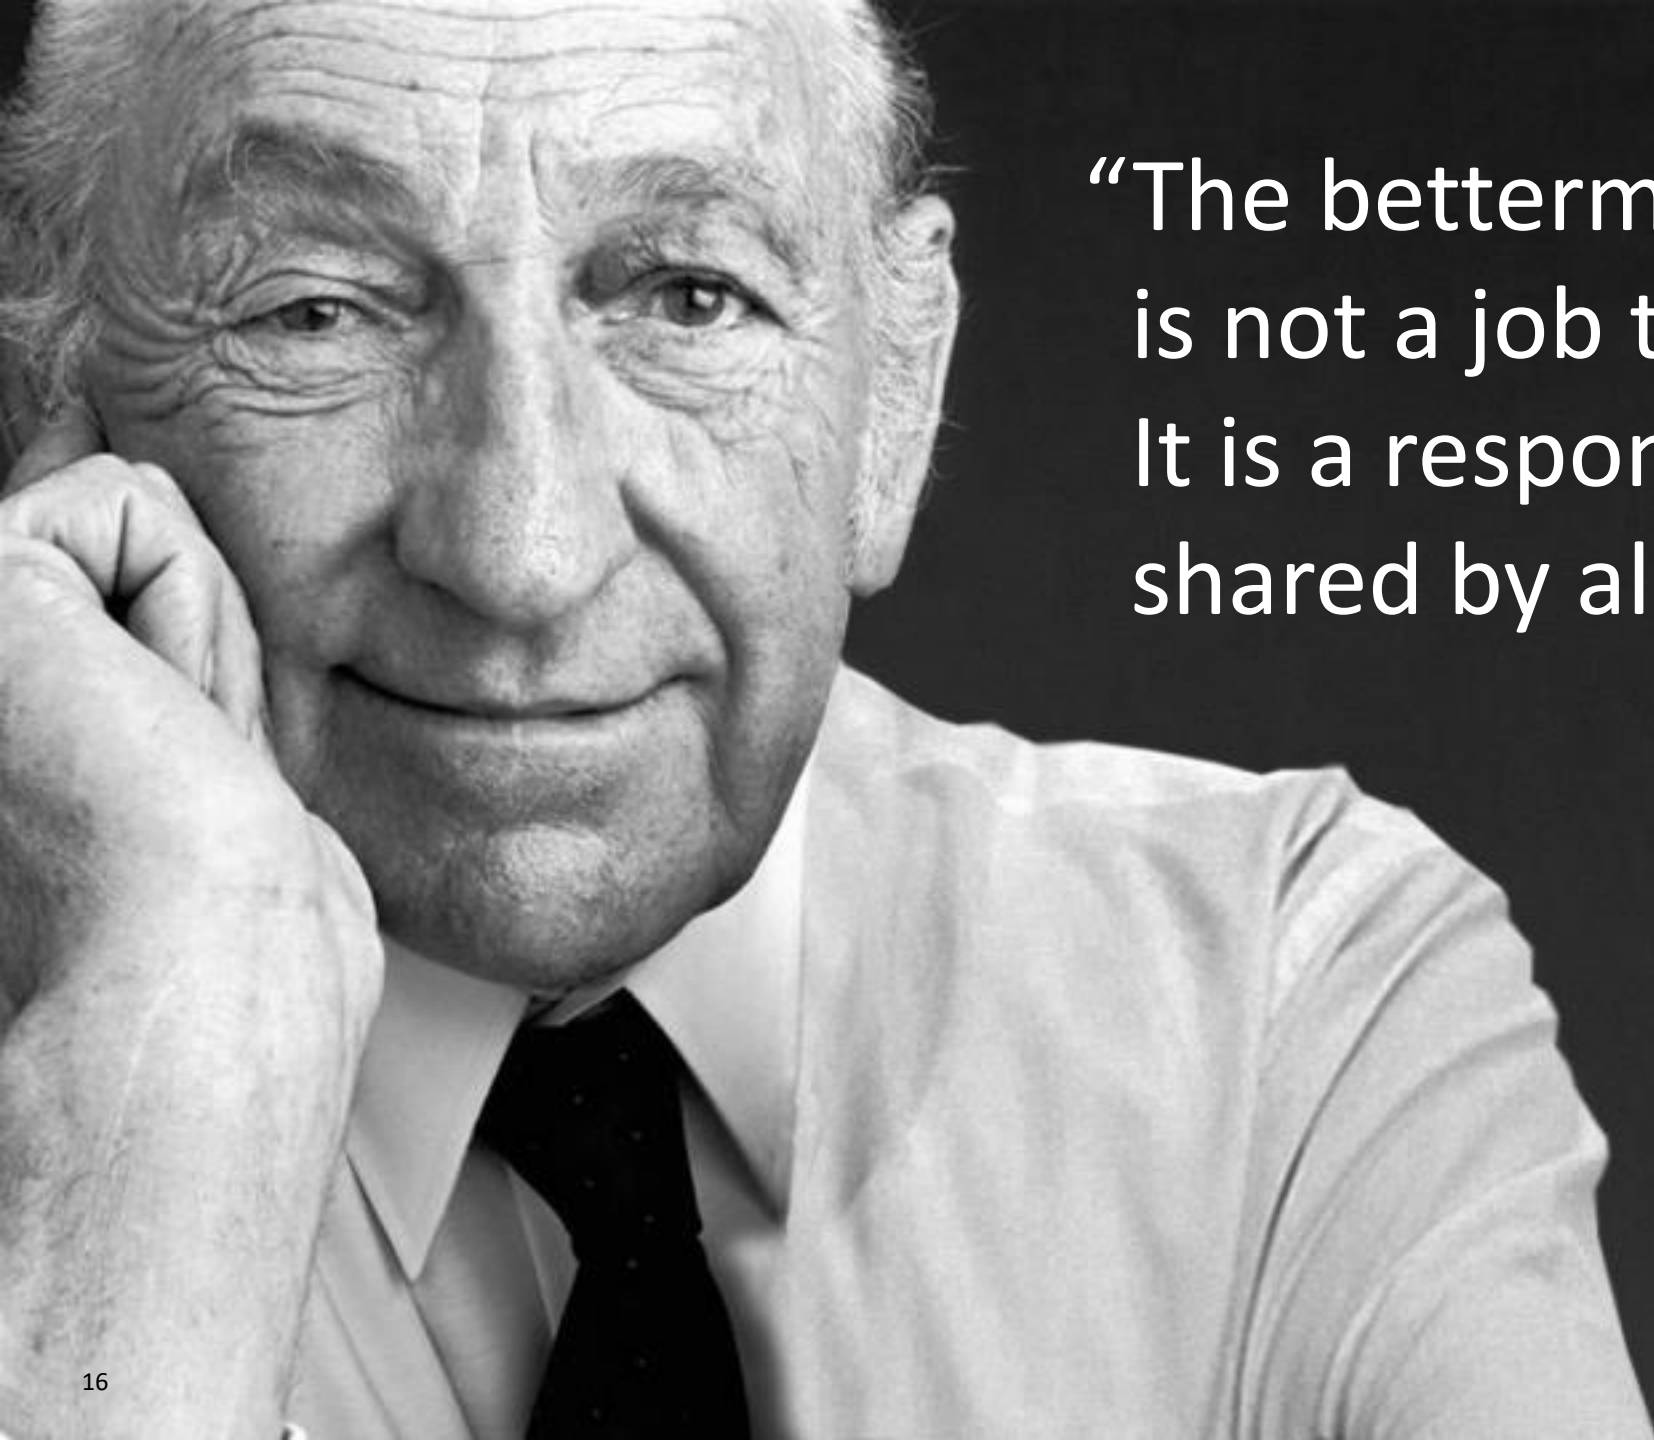 “The betterm
is not a job t
It is a respon
shared by al
16